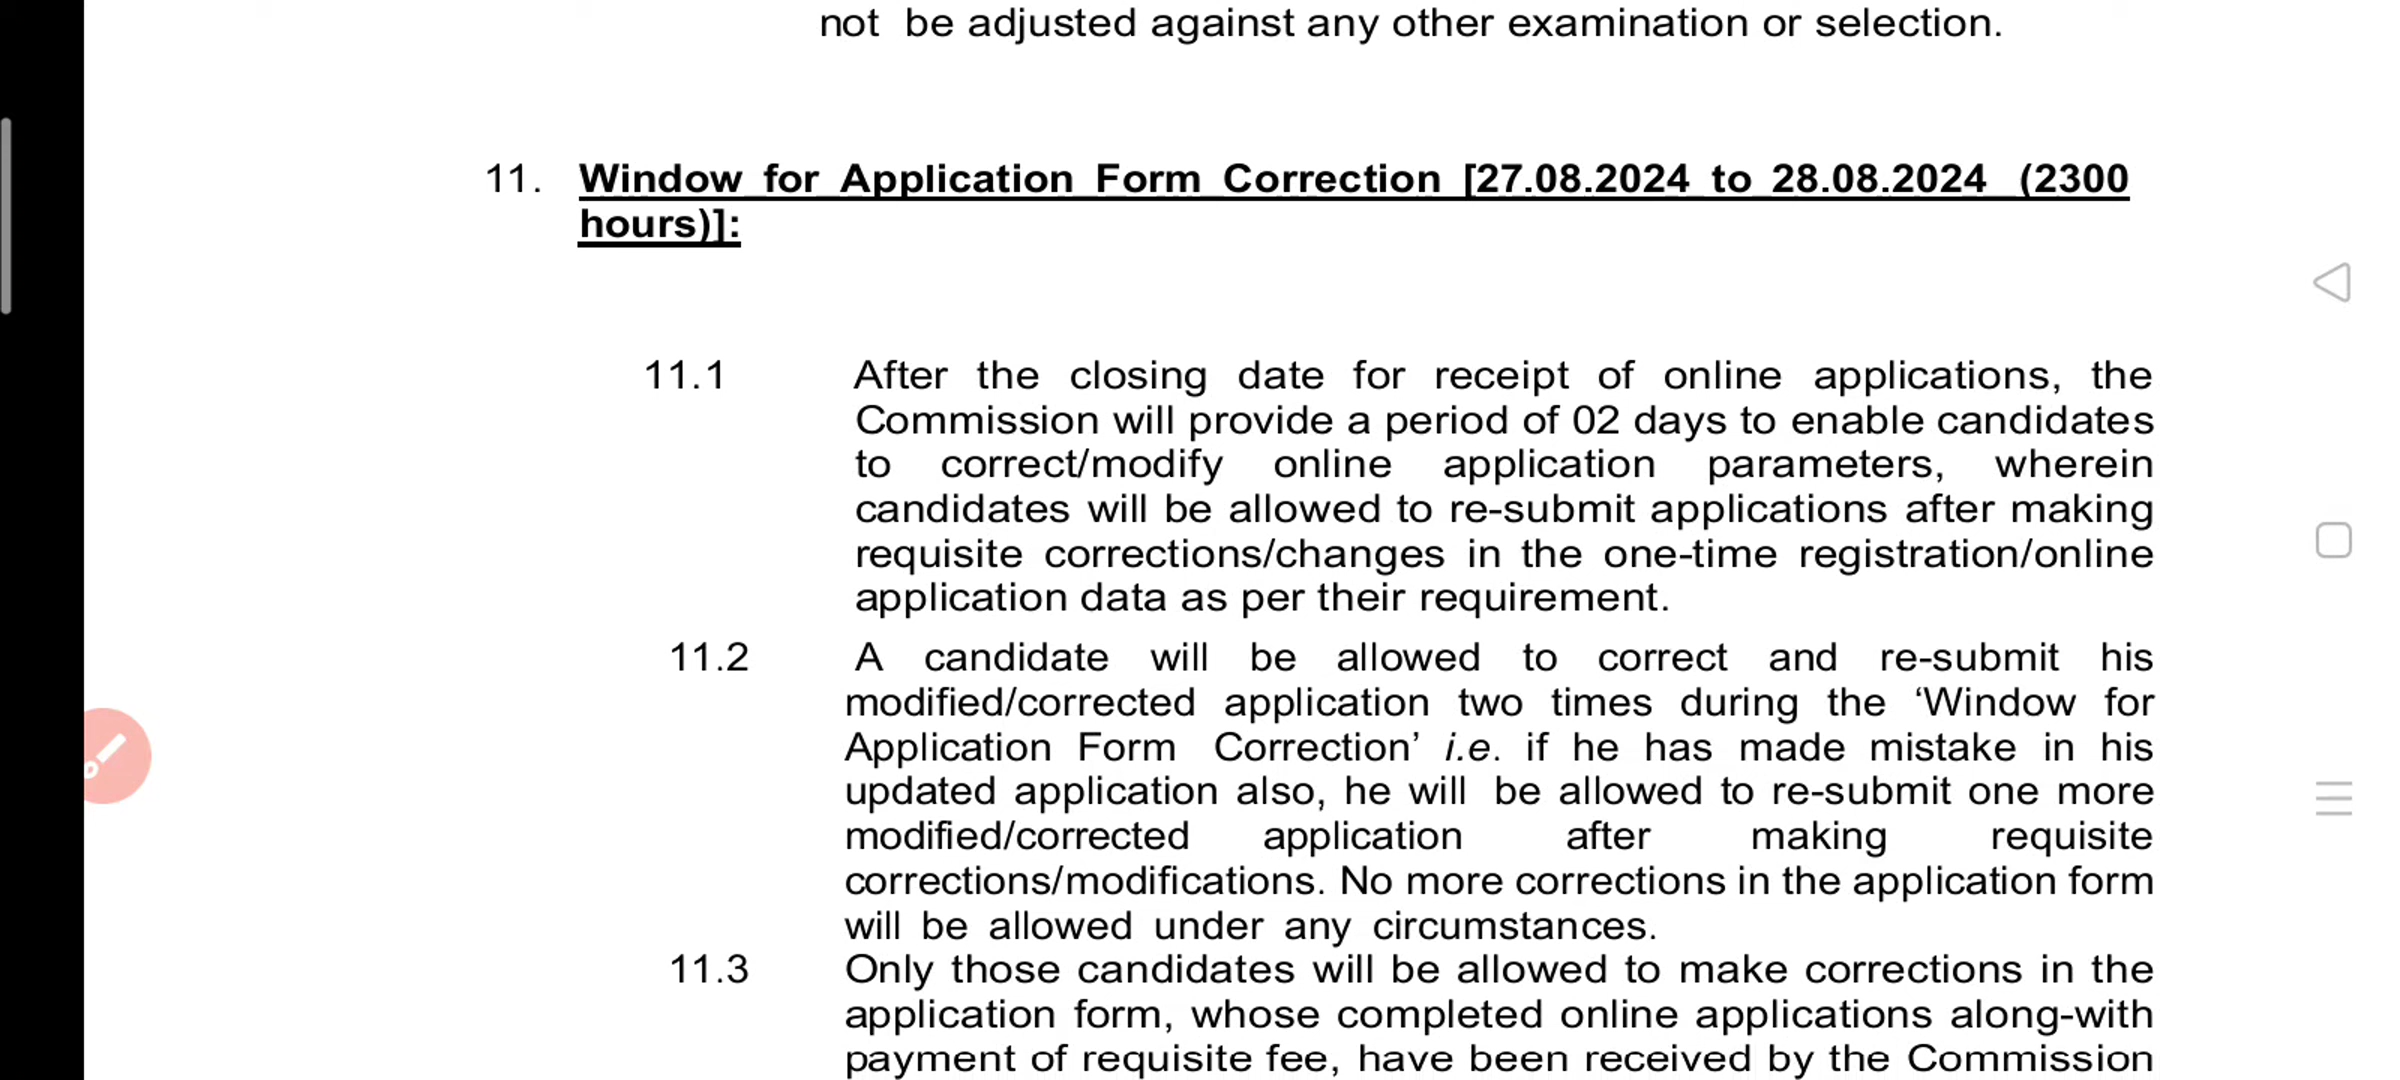 not be adjusted against any other examination or selection.
11. Window for Application Form Correction [27.08.2024 to 28.08.2024 (2300
hours)]:
11.1 After the closing date for receipt of online applications, the
Commission will provide a period of 02 days to enable candidates
to correct/modify online application parameters, wherein
candidates will be allowed to re-submit applications after making
requisite corrections/changes in the one-time registration/online
application data as per their requirement.
11.2 A candidate will be allowed to correct and re-submit his
modified/corrected application two times during the ‘Window for
Application Form Correction’ i.e. if he has made mistake in his
updated application also, he will be allowed to re-submit one more
modified/corrected application after making requisite
corrections/modifications. No more corrections in the application form
will be allowed under any circumstances.
11.3 Only those candidates will be allowed to make corrections in the
application form, whose completed online applications along-with
payment of requisite fee, have been received by the Commission